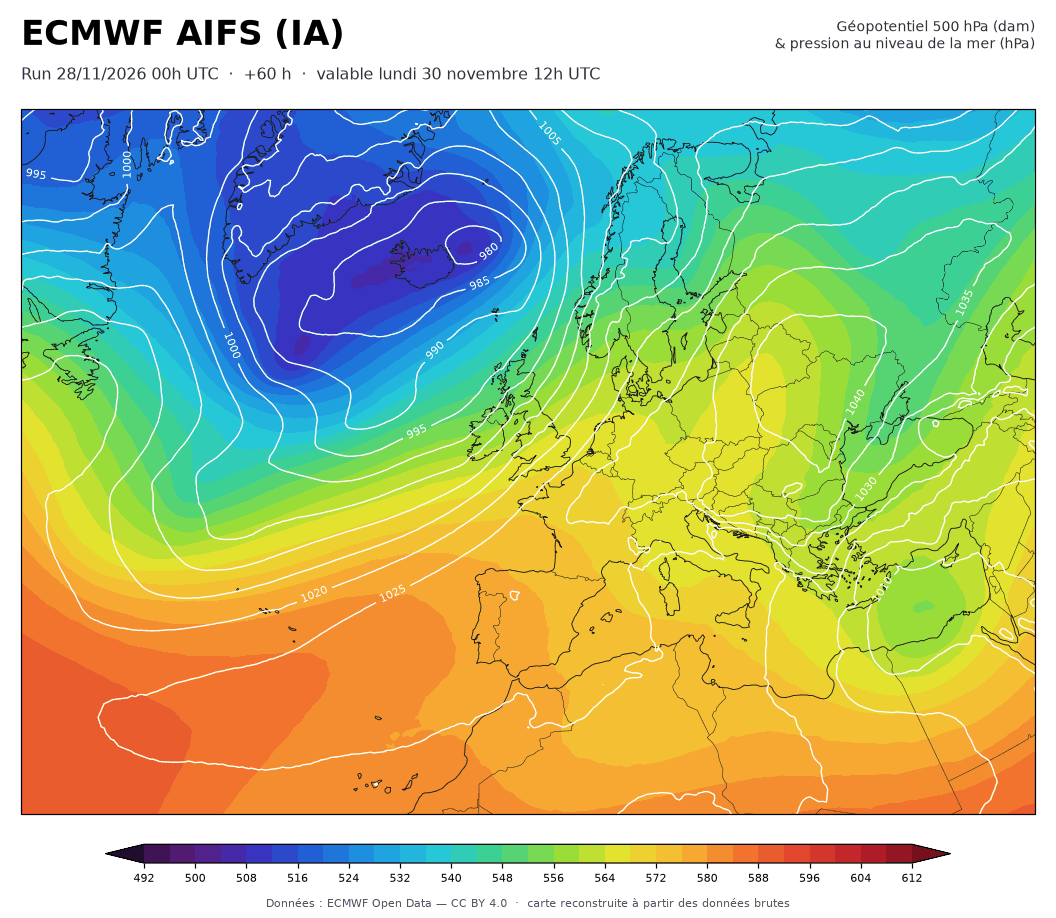 ECMWF AIFS (IA)
Géopotentiel 500 hPa (dam)
& pression au niveau de la mer (hPa)
Run 28/11/2026 00h UTC · +60 h · valable lundi 30 novembre 12h UTC
1005
995
1000
980
985
1035
1000
990
1040
995
1030
1010
1020
1025
492 500 508 516 524 532 540 548 556 564 572 580 588 596 604 612
Données : ECMWF Open Data — CC BY 4.0 · carte reconstruite à partir des données brutes